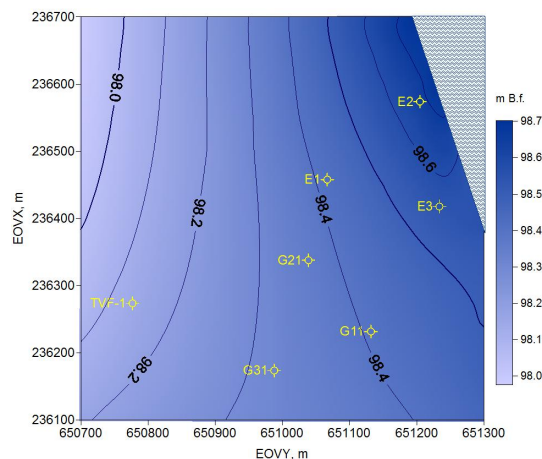 236700
236600
236500
236400
236300
236200
236100
EOVX, m
98.0
98.2
98.2
98.4
98.4
98.6
E2
E1
E3
G21
TVF-1
G11
G31
650700 650800 650900 651000 651100 651200 651300
EOVY, m
m B.f.
98.7
98.6
98.5
98.4
98.3
98.2
98.1
98.0